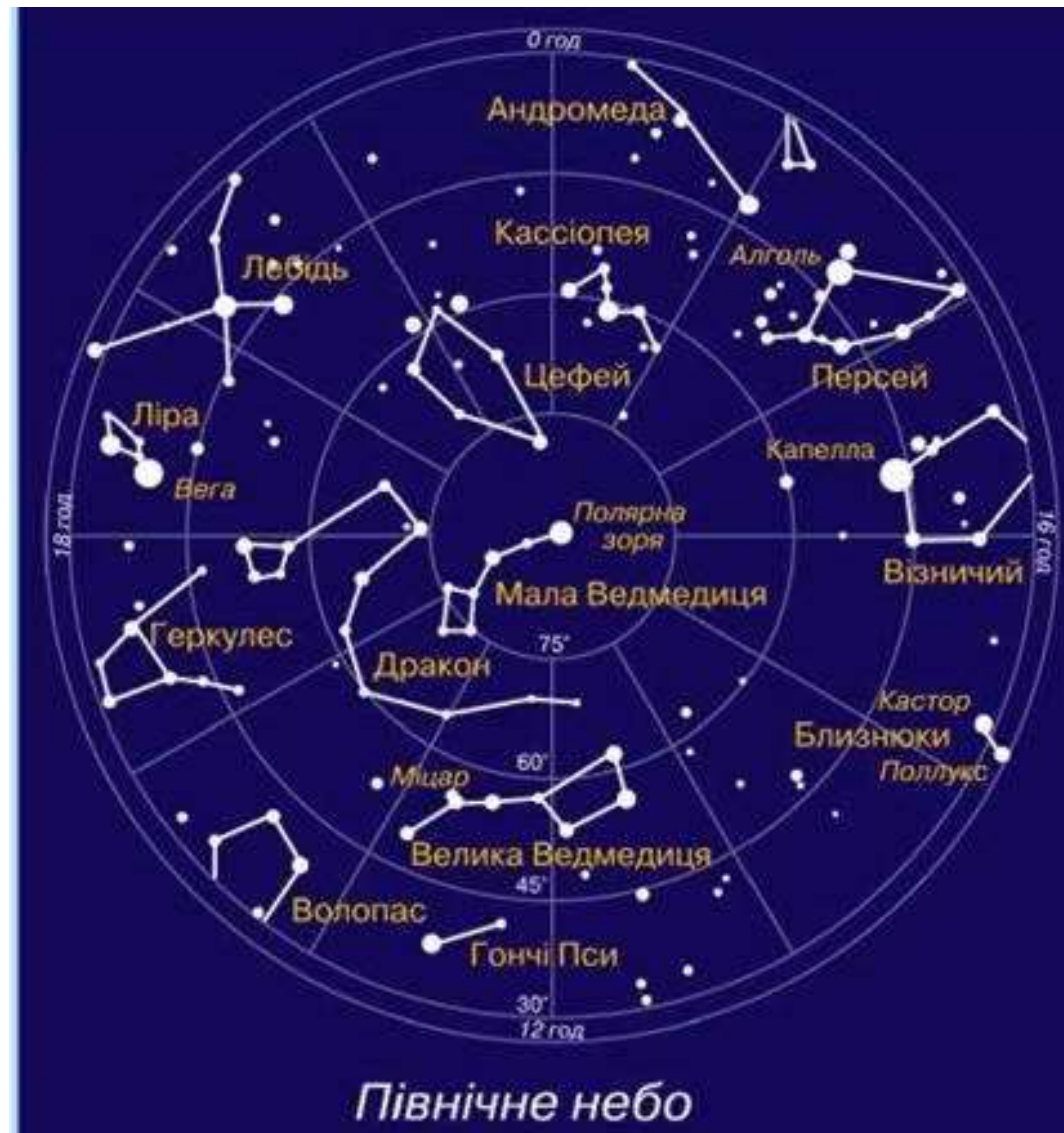 0 год
Андромеда
Кассіопея
Алголь
Лебідь
Цефей
Персей
Ліра
Капелла
Вега
Полярна
зоря
18 год
16 год
Візничий
Мала Ведмедиця
Геркулес
75°
Дракон
Кастор
Близнюки
Поллукс
60°
Міцар
Велика Ведмедиця
45°
Волопас
Гончі Пси
30°
12 год
Північне небо